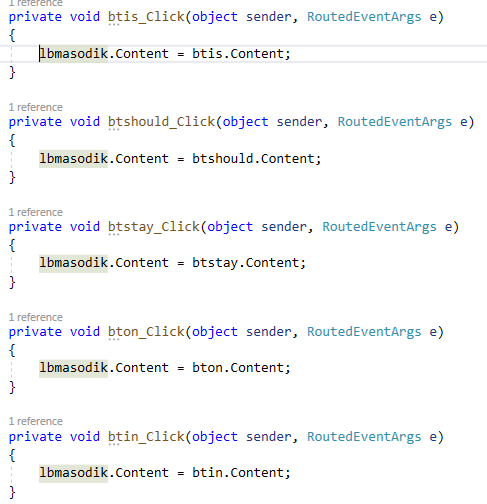 1 reference
private void btis_Click(object sender, RoutedEventArgs e)
{
lbmasodik.Content = btis.Content;
}
1 reference
private void btshould_Click(object sender, RoutedEventArgs e)
{
lbmasodik.Content = btshould.Content;
}
1 reference
private void btstay_Click(object sender, RoutedEventArgs e)
{
lbmasodik.Content = btstay.Content;
}
1 reference
private void bton_Click(object sender, RoutedEventArgs e)
{
lbmasodik.Content = bton.Content;
}
1 reference
private void btin_Click(object sender, RoutedEventArgs e)
{
lbmasodik.Content = btin.Content;
}